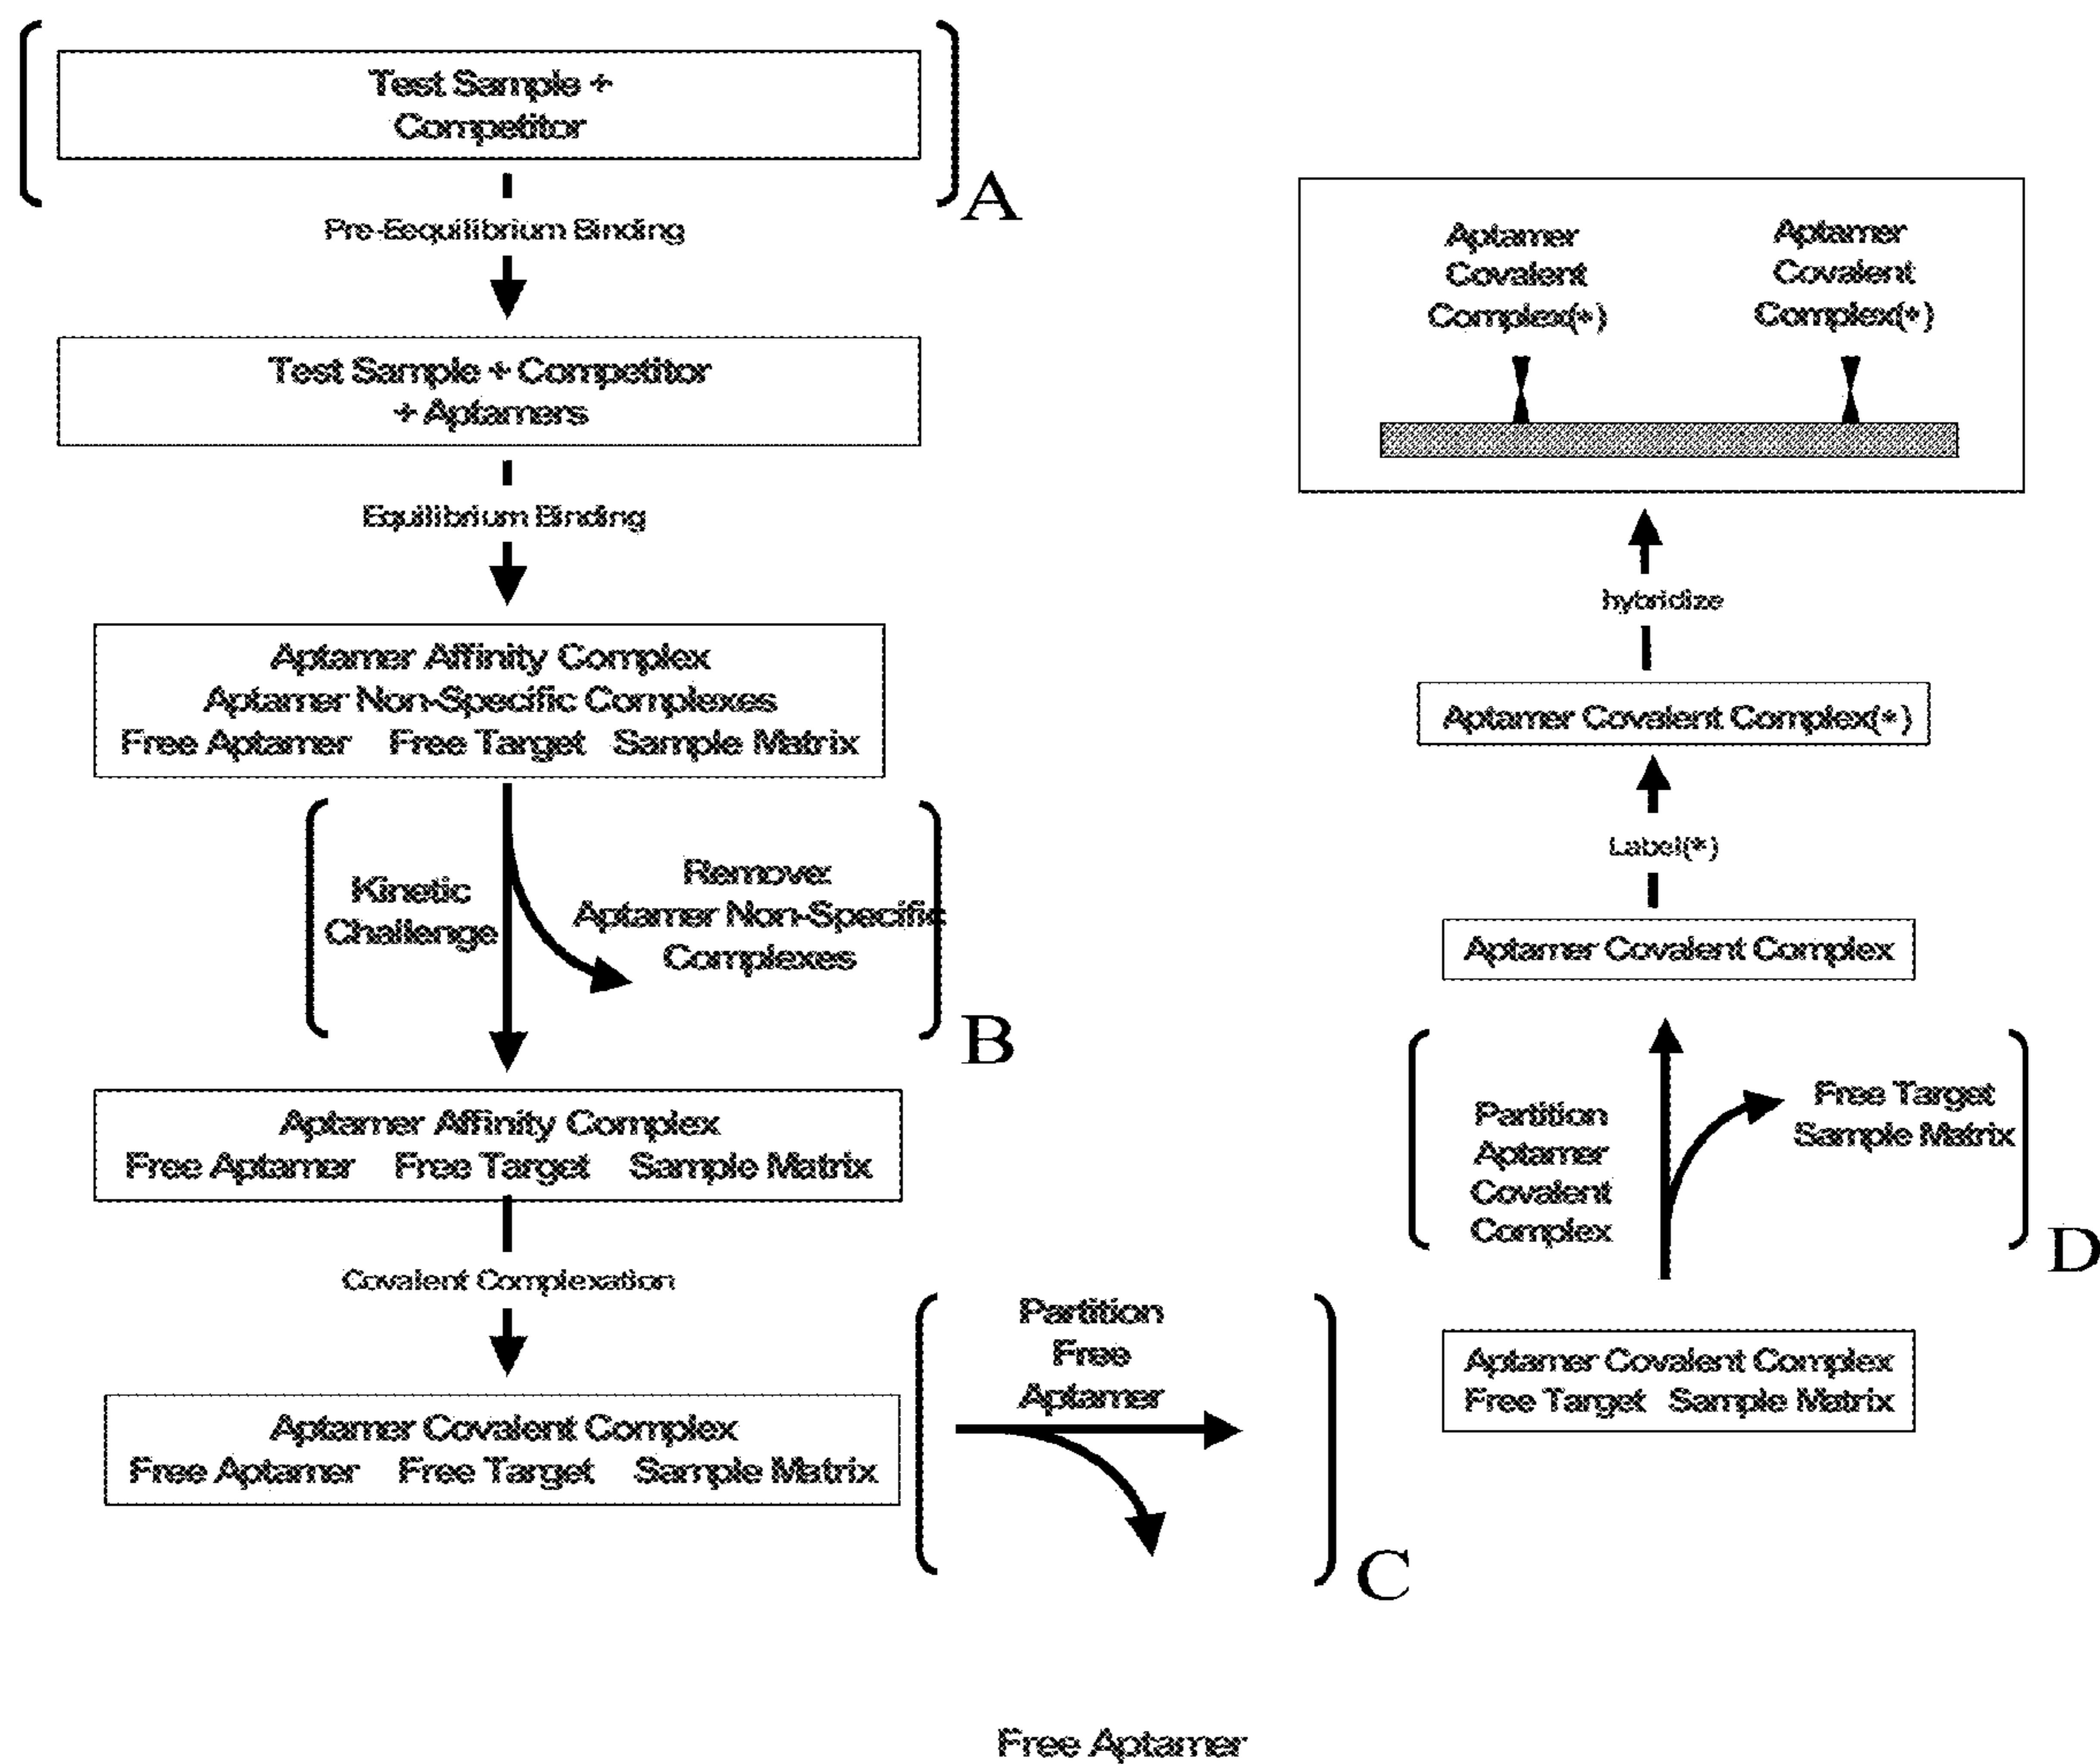 Test Sample +
Competitor
A
Pre-Eequilibrium Binding
Test Sample + Competitor
+ Aptamers
Equilibrium Binding
Aptamer Affinity Complex
Aptamer Non-Specific Complexes
Free Aptamer Free Target Sample Matrix
Kinetic
Challenge
Remove
Aptamer Non-Specific
Complexes
B
Aptamer Affinity Complex
Free Aptamer Free Target Sample Matrix
Covalent Complexation
Aptamer Covalent Complex
Free Aptamer Free Target Sample Matrix
Partition
Free
Aptamer
C
Free Aptamer
Aptamer Covalent Complex
Free Target Sample Matrix
Partition
Aptamer
Covalent
Complex
Free Target
Sample Matrix
D
Aptamer Covalent Complex
Label(*)
Aptamer Covalent Complex(*)
hybridize
Aptamer
Covalent
Complex(*)
Aptamer
Covalent
Complex(*)